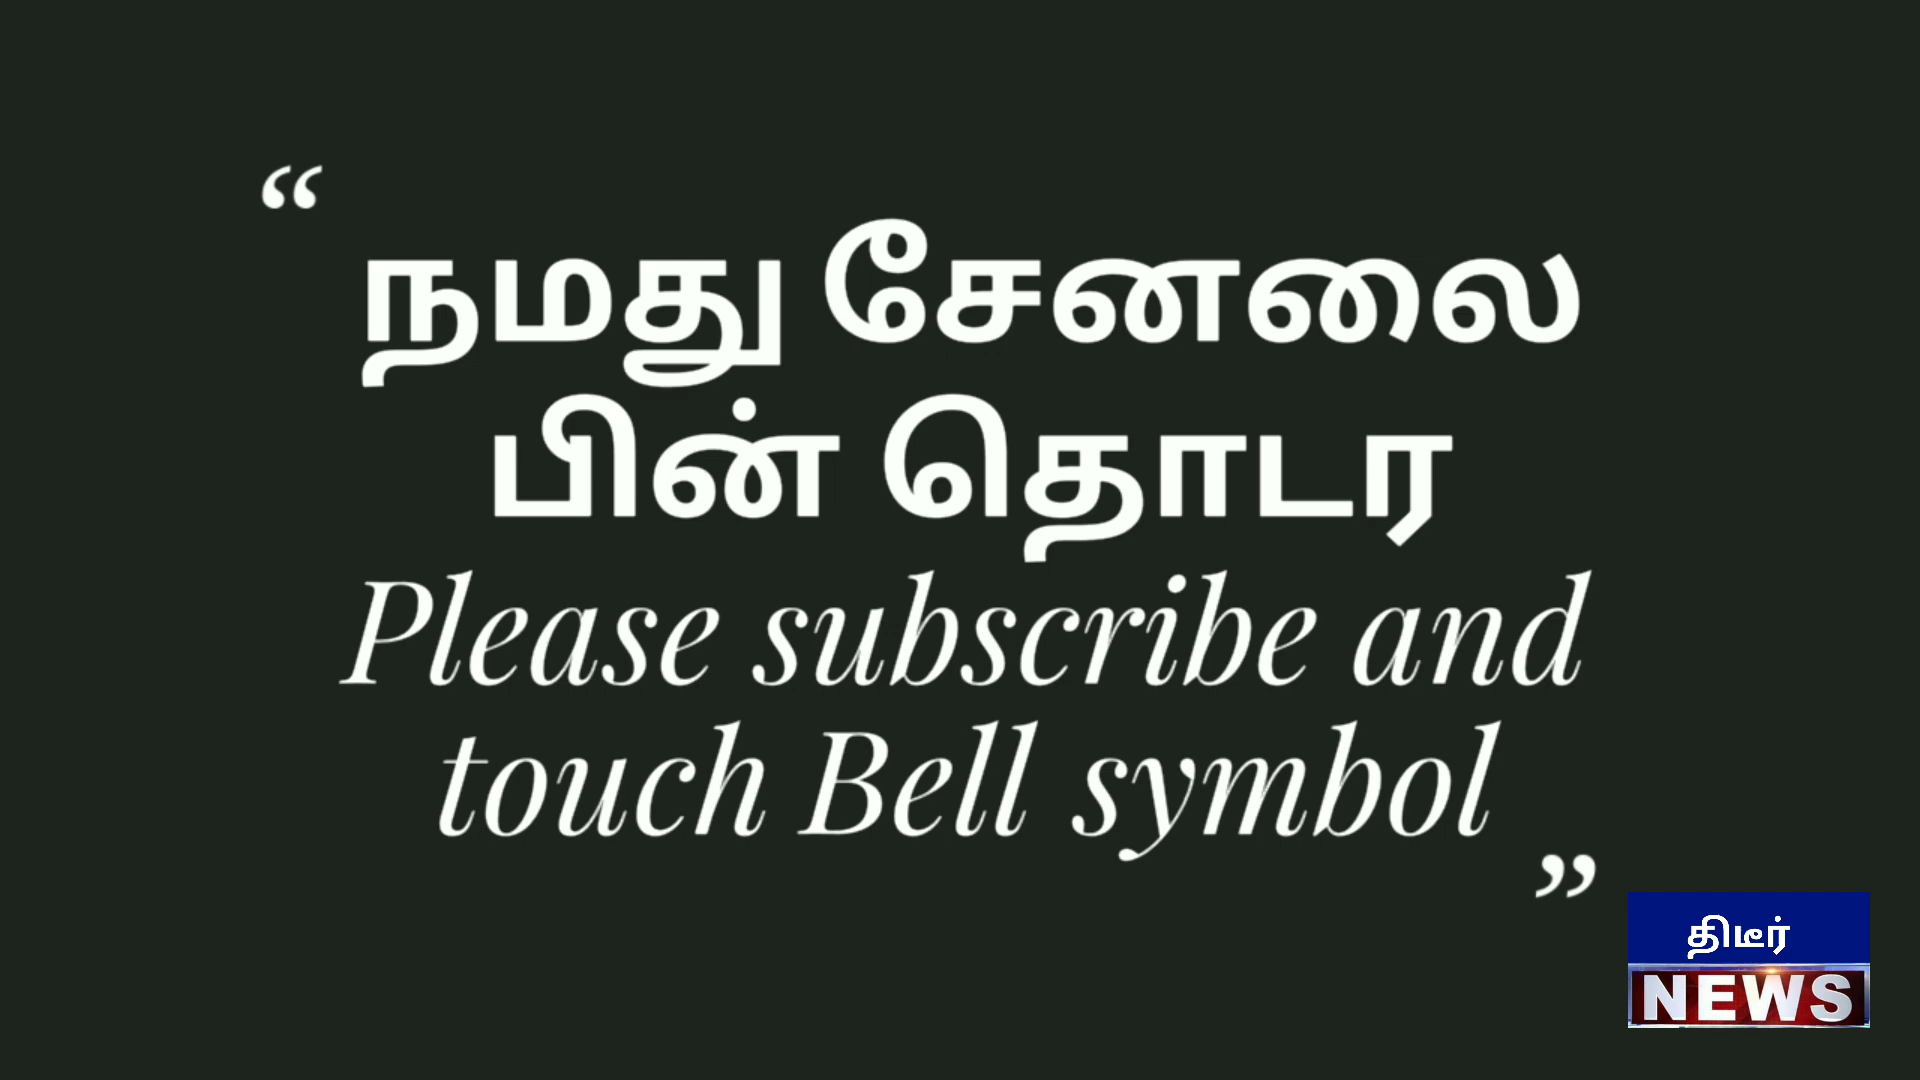 “
நமது சேனலை
பின் தொடர
Please subscribe and
touch Bell symbol
”
திடீர்
NEWS